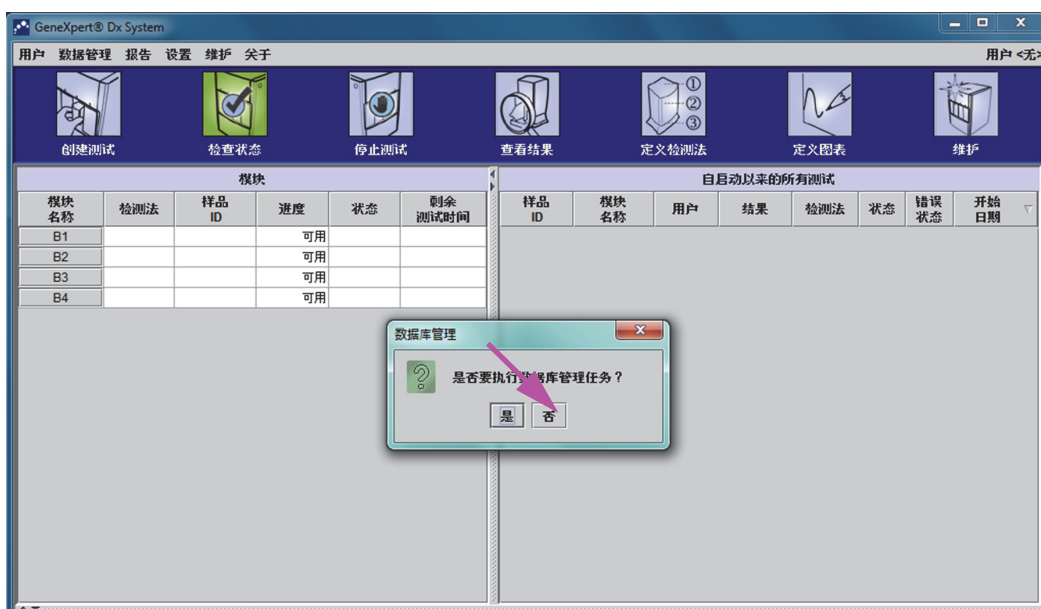 GeneXpert® Dx System
用户 数据管理 报告 设置 维护 关于 用户 <无>
创建测试 检查状态 停止测试 查看结果 定义检测法 定义图表 维护
模块 自启动以来的所有测试
模块名称 检测法 样品ID 进度 状态 剩余测试时间 样品ID 模块名称 用户 结果 检测法 状态 错误状态 开始日期
B1 可用
B2 可用
B3 可用
B4 可用
数据库管理
是否要执行数据库管理任务？
是 否